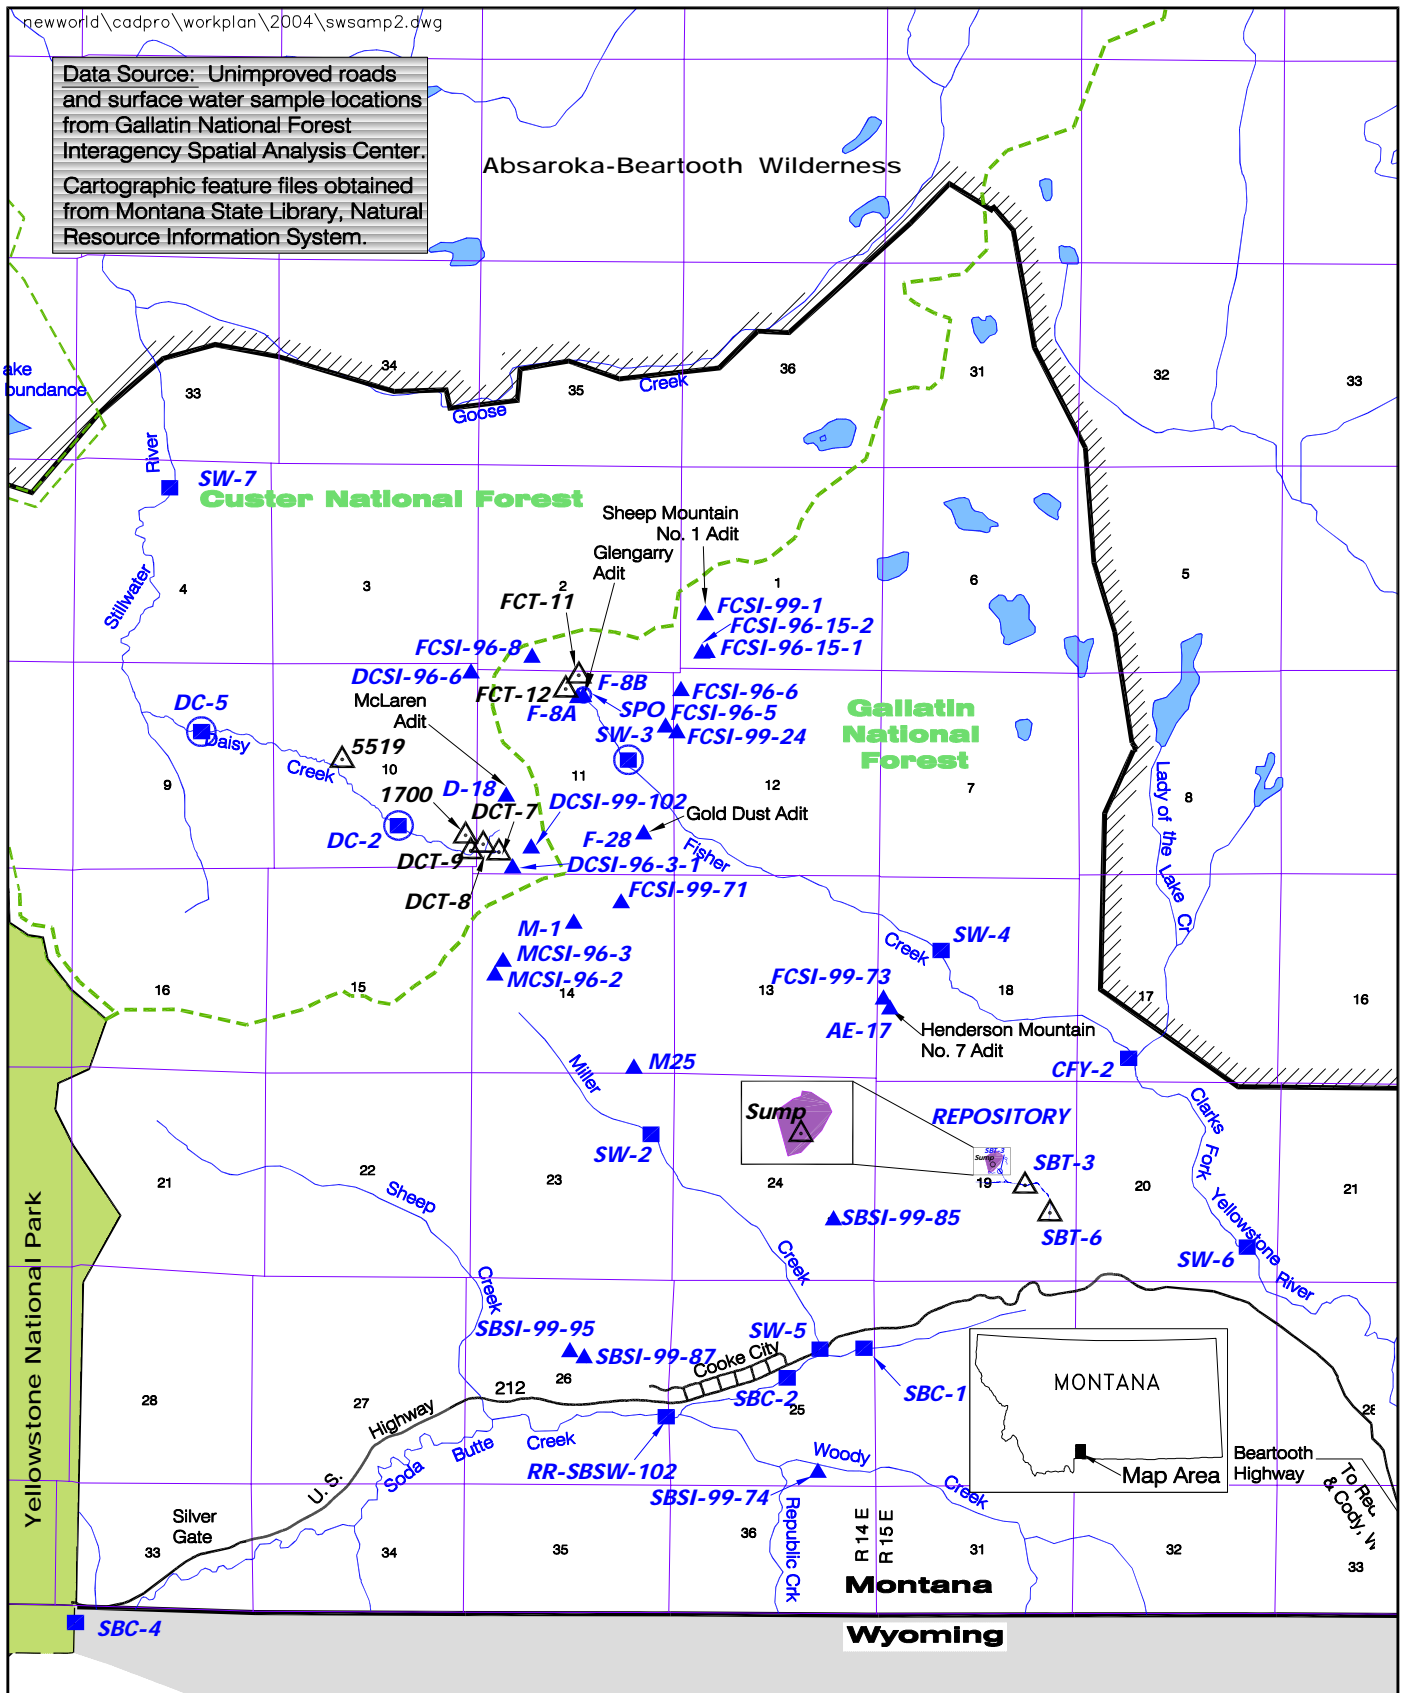 newworld\cadpro\workplan\2004\swsamp2.dwg
Data Source: Unimproved roads
and surface water sample locations
from Gallatin National Forest
Interagency Spatial Analysis Center.
Cartographic feature files obtained
from Montana State Library, Natural
Resource Information System.
Absaroka-Beartooth Wilderness
ake
bundance
33
34
35
36
31
32
33
Goose
Creek
River
SW-7
Custer National Forest
Sheep Mountain
No. 1 Adit
Glengarry
Adit
Stillwater
4
3
2
1
6
5
FCT-11
FCSI-99-1
FCSI-96-15-2
FCSI-96-15-1
FCSI-96-8
DCSI-96-6
FCT-12
F-8B
F-8A
SPO
FCSI-96-6
FCSI-96-5
FCSI-99-24
McLaren
Adit
DC-5
Daisy
Creek
5519
SW-3
Gallatin
National
Forest
9
10
11
12
7
8
1700
D-18
DCT-7
DCSI-99-102
Gold Dust Adit
DC-2
F-28
Fisher
DCT-9
DCSI-96-3-1
DCT-8
FCSI-99-71
Lady of the Lake Cr
M-1
MCSI-96-3
MCSI-96-2
Creek
SW-4
FCSI-99-73
16
15
14
13
18
17
16
AE-17
Henderson Mountain
No. 7 Adit
CFY-2
Miller
M25
Sump
REPOSITORY
Clarks
Fork
Yellowstone
River
SW-2
SBT-3
Sump
SBT-3
21
22
23
24
19
20
21
Sheep
SBSI-99-85
SBT-6
SW-6
Creek
Creek
Yellowstone National Park
SBSI-99-95
SBSI-99-87
SW-5
Cooke City
SBC-2
SBC-1
28
27
26
25
MONTANA
Map Area
212
Highway
U. S.
Soda
Butte
Creek
RR-SBSW-102
Woody
Creek
SBSI-99-74
Beartooth
Highway
Republic Crk
Silver
Gate
R 14 E
R 15 E
33
34
35
36
31
32
33
Montana
Wyoming
SBC-4